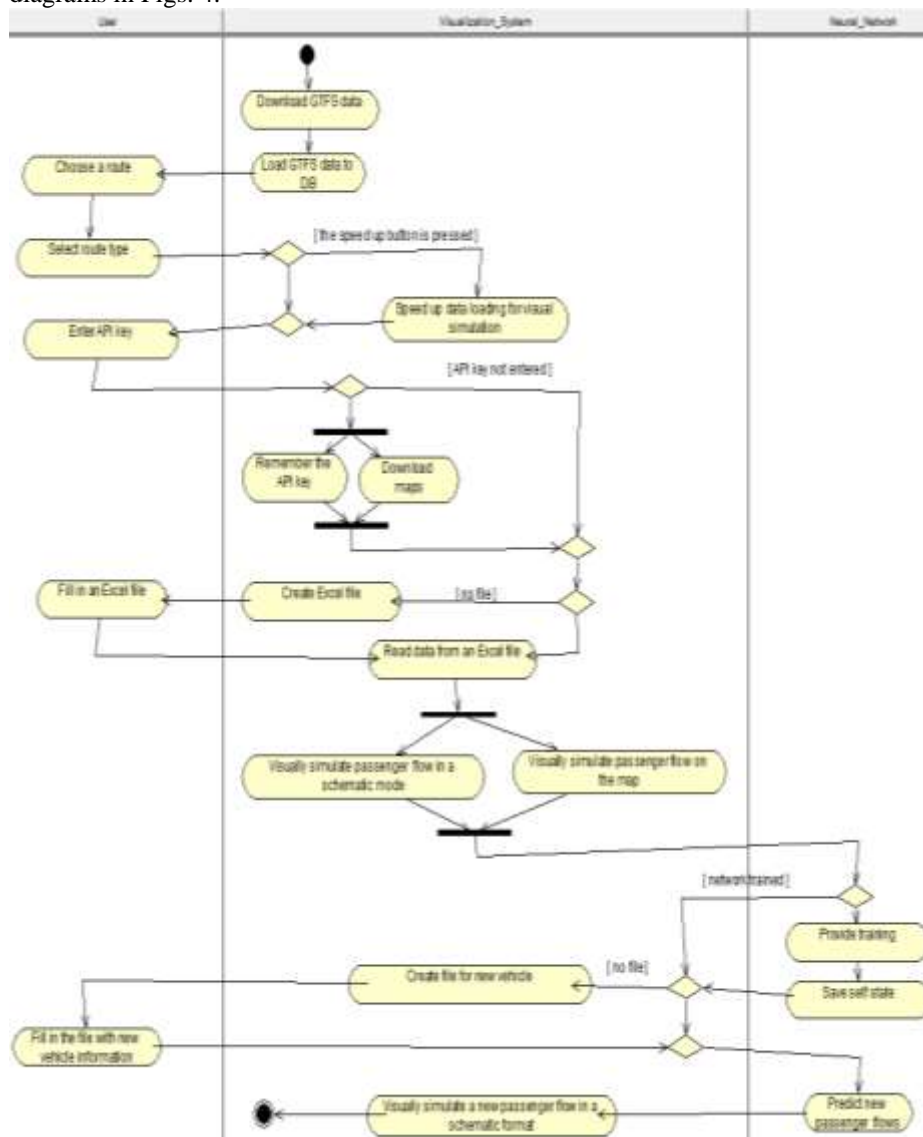 diagrams in Figs. 4.
User
Visualization_System
Neural_Network
Download GTFS data
Load GTFS data to
DB
Choose a route
Select route type
[ the speed up button is pressed ]
Speed up data loading for visual
simulation
Enter API key
[ API key not entered ]
Remember the
API key
Download
maps
Fill in an Excel file
Create Excel file
[ no file ]
Read data from an Excel file
Visually simulate passenger flow in a
schematic mode
Visually simulate passenger flow on
the map
[ network trained ]
Provide training
Create file for new vehicle
[ no file ]
Save self state
Fill in the file with new
vehicle information
Visually simulate a new passenger flow in a
schematic format
Predict new
passenger flows